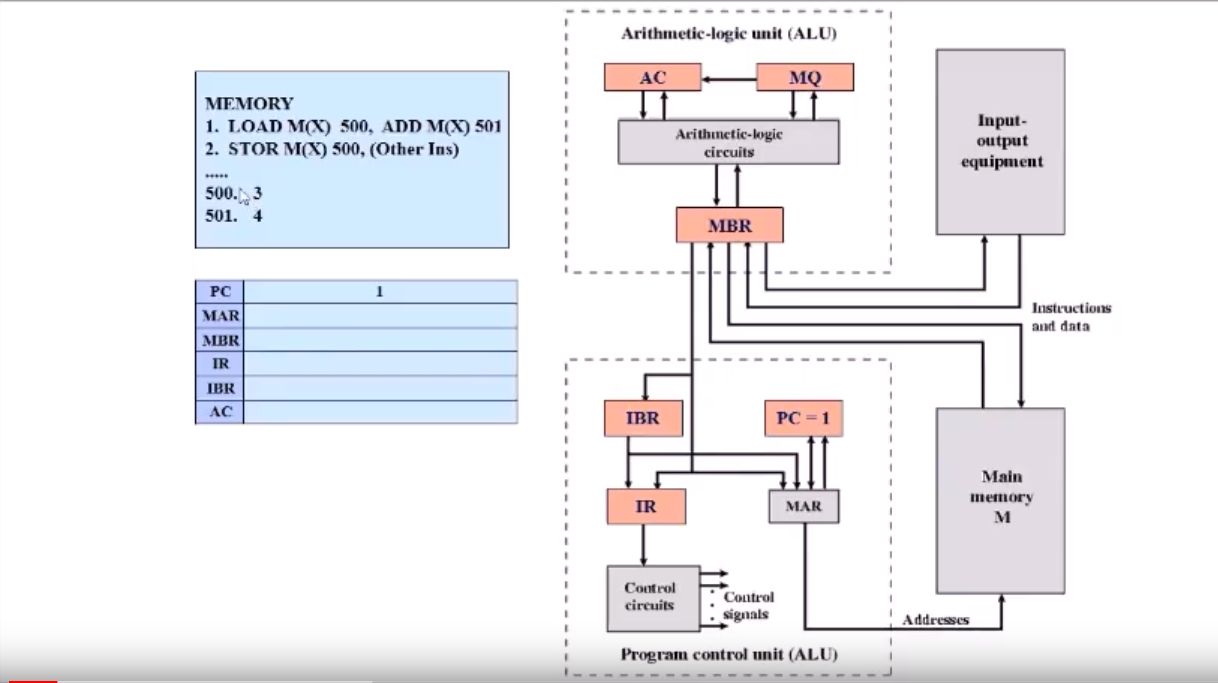 MEMORY
1. LOAD M(X) 500, ADD M(X) 501
2. STOR M(X) 500, (Other Ins)
.....
500. 3
501. 4
PC 1
MAR
MBR
IR
IBR
AC
Arithmetic-logic unit (ALU)
AC
MQ
Arithmetic-logic
circuits
MBR
Input-
output
equipment
Instructions
and data
IBR
PC = 1
IR
MAR
Main
memory
M
Control
circuits
Control
signals
Addresses
Program control unit (ALU)